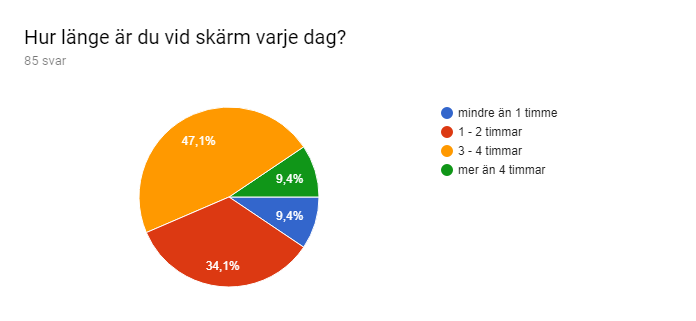 Hur länge är du vid skärm varje dag?
85 svar
mindre än 1 timme
1 - 2 timmar
3 - 4 timmar
mer än 4 timmar
47,1%
9,4%
9,4%
34,1%